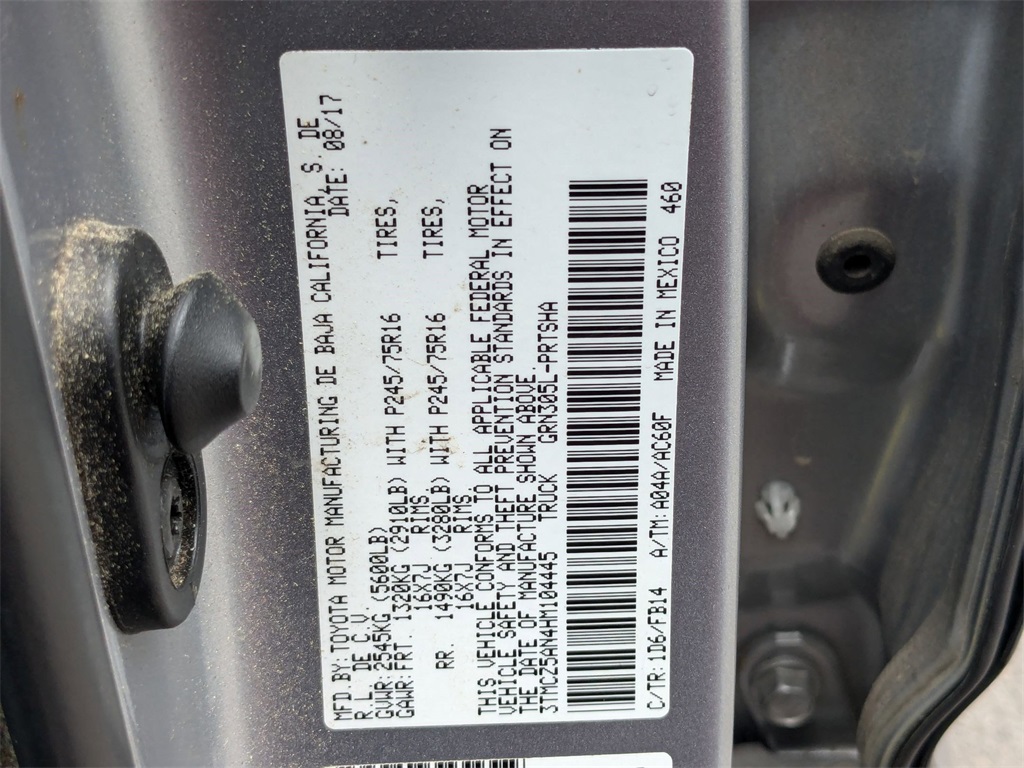 MFD.BY:TOYOTA MOTOR MANUFACTURING DE BAJA CALIFORNIA, S. DE
R.L. DE C.V. DATE: 08/17
GVWR:2545KG (5600LB)
GAWR:FRT. 1320KG (2910LB) WITH P245/75R16 TIRES,
16X7J RIMS,
RR. 1490KG (3280LB) WITH P245/75R16 TIRES,
16X7J RIMS.
THIS VEHICLE CONFORMS TO ALL APPLICABLE FEDERAL MOTOR
VEHICLE SAFETY AND THEFT PREVENTION STANDARDS IN EFFECT ON
THE DATE OF MANUFACTURE SHOWN ABOVE.
3TMCZ5AN4HM104445 TRUCK GRN305L-PRTSHA
C/TR:1D6/FB14 A/TM:A04A/AC60F MADE IN MEXICO 460